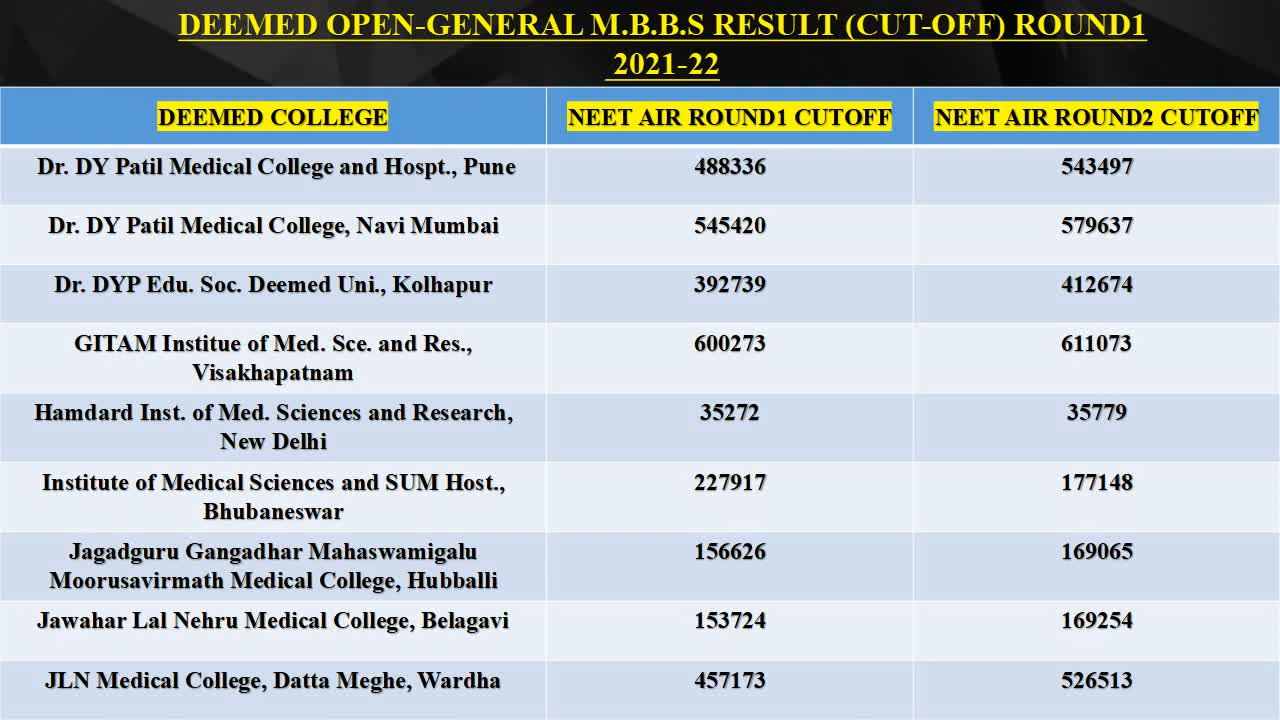 DEEMED OPEN-GENERAL M.B.B.S RESULT (CUT-OFF) ROUND1
2021-22
DEEMED COLLEGE NEET AIR ROUND1 CUTOFF NEET AIR ROUND2 CUTOFF
Dr. DY Patil Medical College and Hospt., Pune 488336 543497
Dr. DY Patil Medical College, Navi Mumbai 545420 579637
Dr. DYP Edu. Soc. Deemed Uni., Kolhapur 392739 412674
GITAM Institue of Med. Sce. and Res., 600273 611073
Visakhapatnam
Hamdard Inst. of Med. Sciences and Research, 35272 35779
New Delhi
Institute of Medical Sciences and SUM Host., 227917 177148
Bhubaneswar
Jagadguru Gangadhar Mahaswamigalu 156626 169065
Moorusavirmath Medical College, Hubballi
Jawahar Lal Nehru Medical College, Belagavi 153724 169254
JLN Medical College, Datta Meghe, Wardha 457173 526513